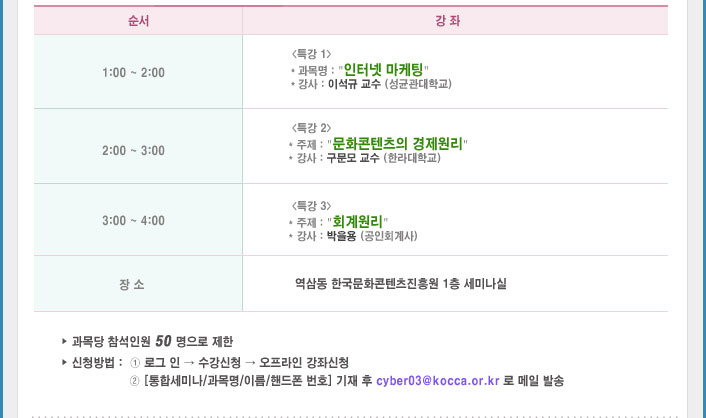 순서 강 좌
1:00 ~ 2:00
<특강 1>
* 과목명 : "인터넷 마케팅"
* 강사 : 이석규 교수 (성균관대학교)
2:00 ~ 3:00
<특강 2>
* 주제 : "문화콘텐츠의 경제원리"
* 강사 : 구문모 교수 (한라대학교)
3:00 ~ 4:00
<특강 3>
* 주제 : "회계원리"
* 강사 : 박을용 (공인회계사)
장 소 역삼동 한국문화콘텐츠진흥원 1층 세미나실
▶ 과목당 참석인원 50 명으로 제한
▶ 신청방법 : ① 로그 인 → 수강신청 → 오프라인 강좌신청
② [통합세미나/과목명/이름/핸드폰 번호] 기재 후 cyber03@kocca.or.kr 로 메일 발송